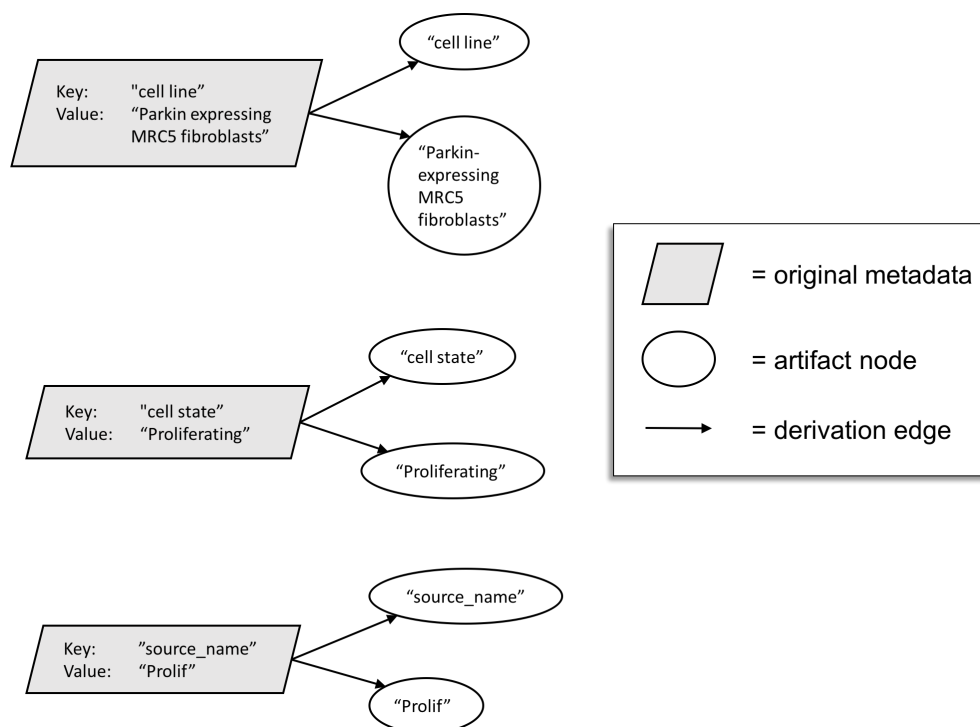 “cell line”
Key: "cell line”
Value: “Parkin expressing
MRC5 fibroblasts”
“Parkin-
expressing
MRC5
fibroblasts”
= original metadata
“cell state”
= artifact node
Key: "cell state”
Value: “Proliferating”
= derivation edge
“Proliferating”
“source_name”
Key: ”source_name”
Value: “Prolif”
“Prolif”